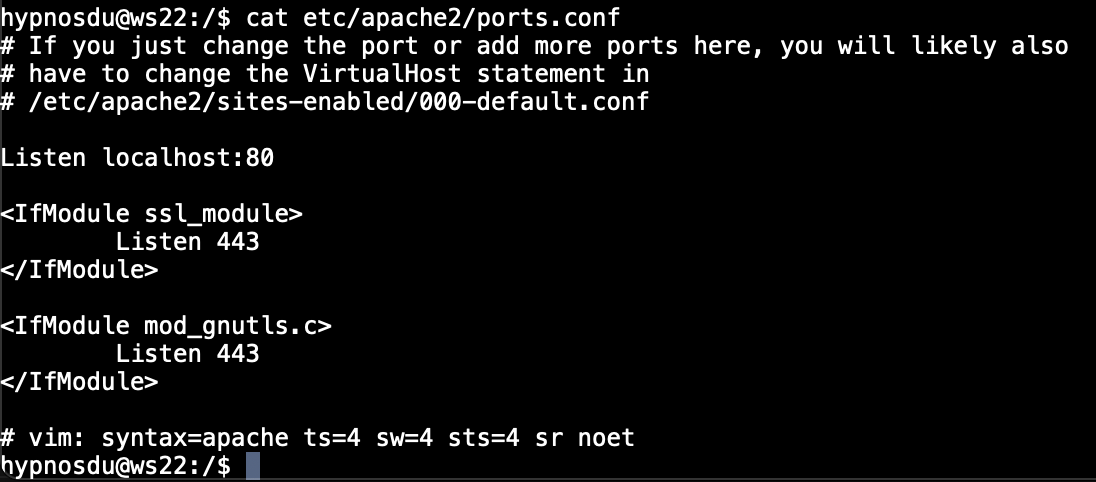 hypnosdu@ws22:/$ cat etc/apache2/ports.conf
# If you just change the port or add more ports here, you will likely also
# have to change the VirtualHost statement in
# /etc/apache2/sites-enabled/000-default.conf

Listen localhost:80

<IfModule ssl_module>
        Listen 443
</IfModule>

<IfModule mod_gnutls.c>
        Listen 443
</IfModule>

# vim: syntax=apache ts=4 sw=4 sts=4 sr noet
hypnosdu@ws22:/$